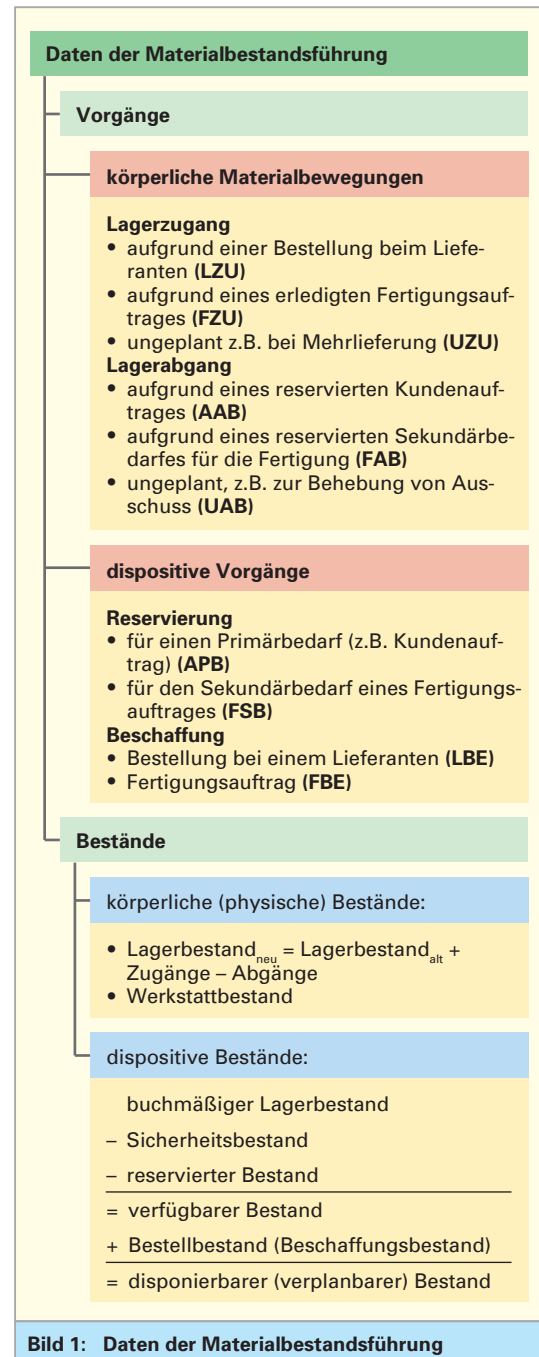 Daten der Materialbestandsführung
Vorgänge
körperliche Materialbewegungen
Lagerzugang
• aufgrund einer Bestellung beim Liefe-
ranten (LZU)
• aufgrund eines erledigten Fertigungsauf-
trages (FZU)
• ungeplant z.B. bei Mehrlieferung (UZU)
Lagerabgang
• aufgrund eines reservierten Kundenauf-
trages (AAB)
• aufgrund eines reservierten Sekundärbe-
darfes für die Fertigung (FAB)
• ungeplant, z.B. zur Behebung von Aus-
schuss (UAB)
dispositive Vorgänge
Reservierung
• für einen Primärbedarf (z.B. Kundenauf-
trag) (APB)
• für den Sekundärbedarf eines Fertigungs-
auftrages (FSB)
Beschaffung
• Bestellung bei einem Lieferanten (LBE)
• Fertigungsauftrag (FBE)
Bestände
körperliche (physische) Bestände:
• Lagerbestand_neu = Lagerbestand_alt +
Zugänge – Abgänge
• Werkstattbestand
dispositive Bestände:
buchmäßiger Lagerbestand
– Sicherheitsbestand
– reservierter Bestand
= verfügbarer Bestand
+ Bestellbestand (Beschaffungsbestand)
= disponierbarer (verplanbarer) Bestand
Bild 1: Daten der Materialbestandsführung